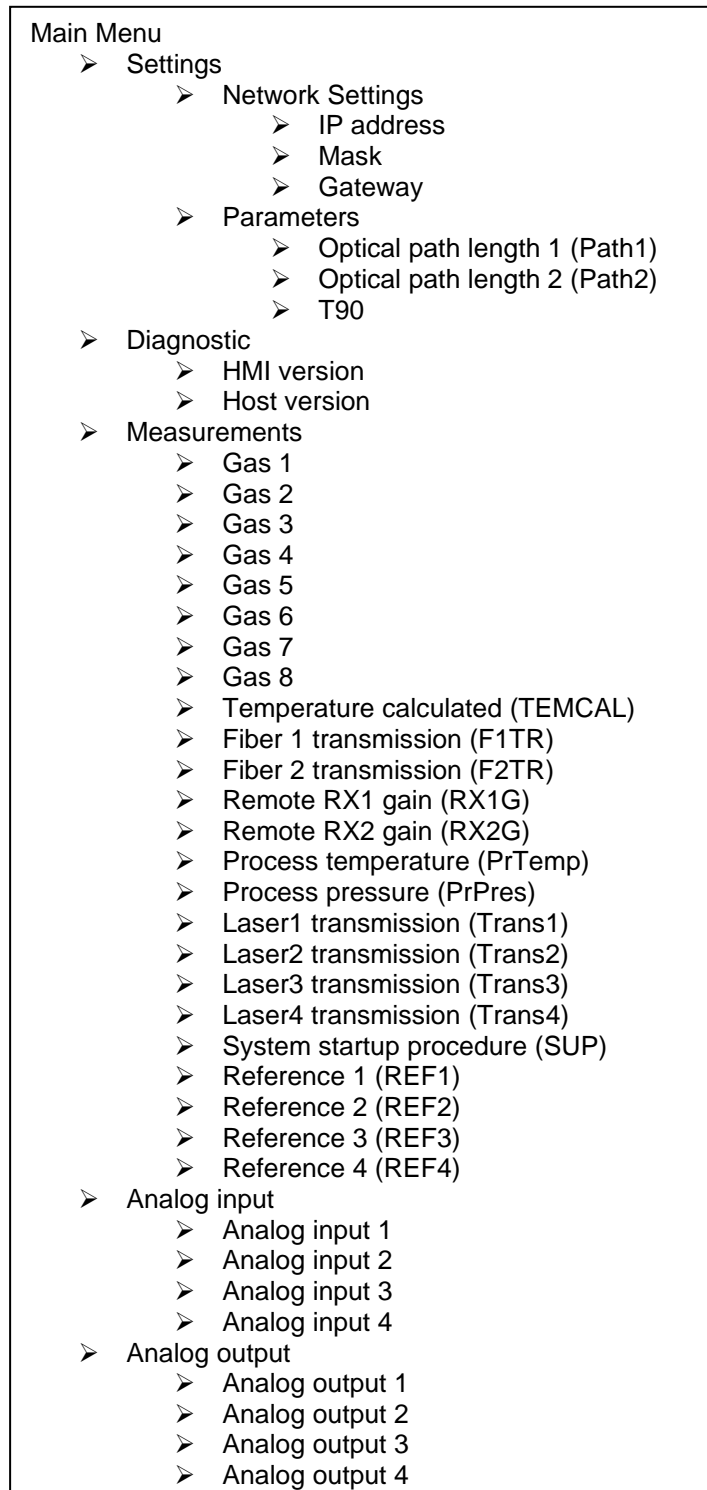 Main Menu
➢ Settings
➢ Network Settings
➢ IP address
➢ Mask
➢ Gateway
➢ Parameters
➢ Optical path length 1 (Path1)
➢ Optical path length 2 (Path2)
➢ T90
➢ Diagnostic
➢ HMI version
➢ Host version
➢ Measurements
➢ Gas 1
➢ Gas 2
➢ Gas 3
➢ Gas 4
➢ Gas 5
➢ Gas 6
➢ Gas 7
➢ Gas 8
➢ Temperature calculated (TEMCAL)
➢ Fiber 1 transmission (F1TR)
➢ Fiber 2 transmission (F2TR)
➢ Remote RX1 gain (RX1G)
➢ Remote RX2 gain (RX2G)
➢ Process temperature (PrTemp)
➢ Process pressure (PrPres)
➢ Laser1 transmission (Trans1)
➢ Laser2 transmission (Trans2)
➢ Laser3 transmission (Trans3)
➢ Laser4 transmission (Trans4)
➢ System startup procedure (SUP)
➢ Reference 1 (REF1)
➢ Reference 2 (REF2)
➢ Reference 3 (REF3)
➢ Reference 4 (REF4)
➢ Analog input
➢ Analog input 1
➢ Analog input 2
➢ Analog input 3
➢ Analog input 4
➢ Analog output
➢ Analog output 1
➢ Analog output 2
➢ Analog output 3
➢ Analog output 4